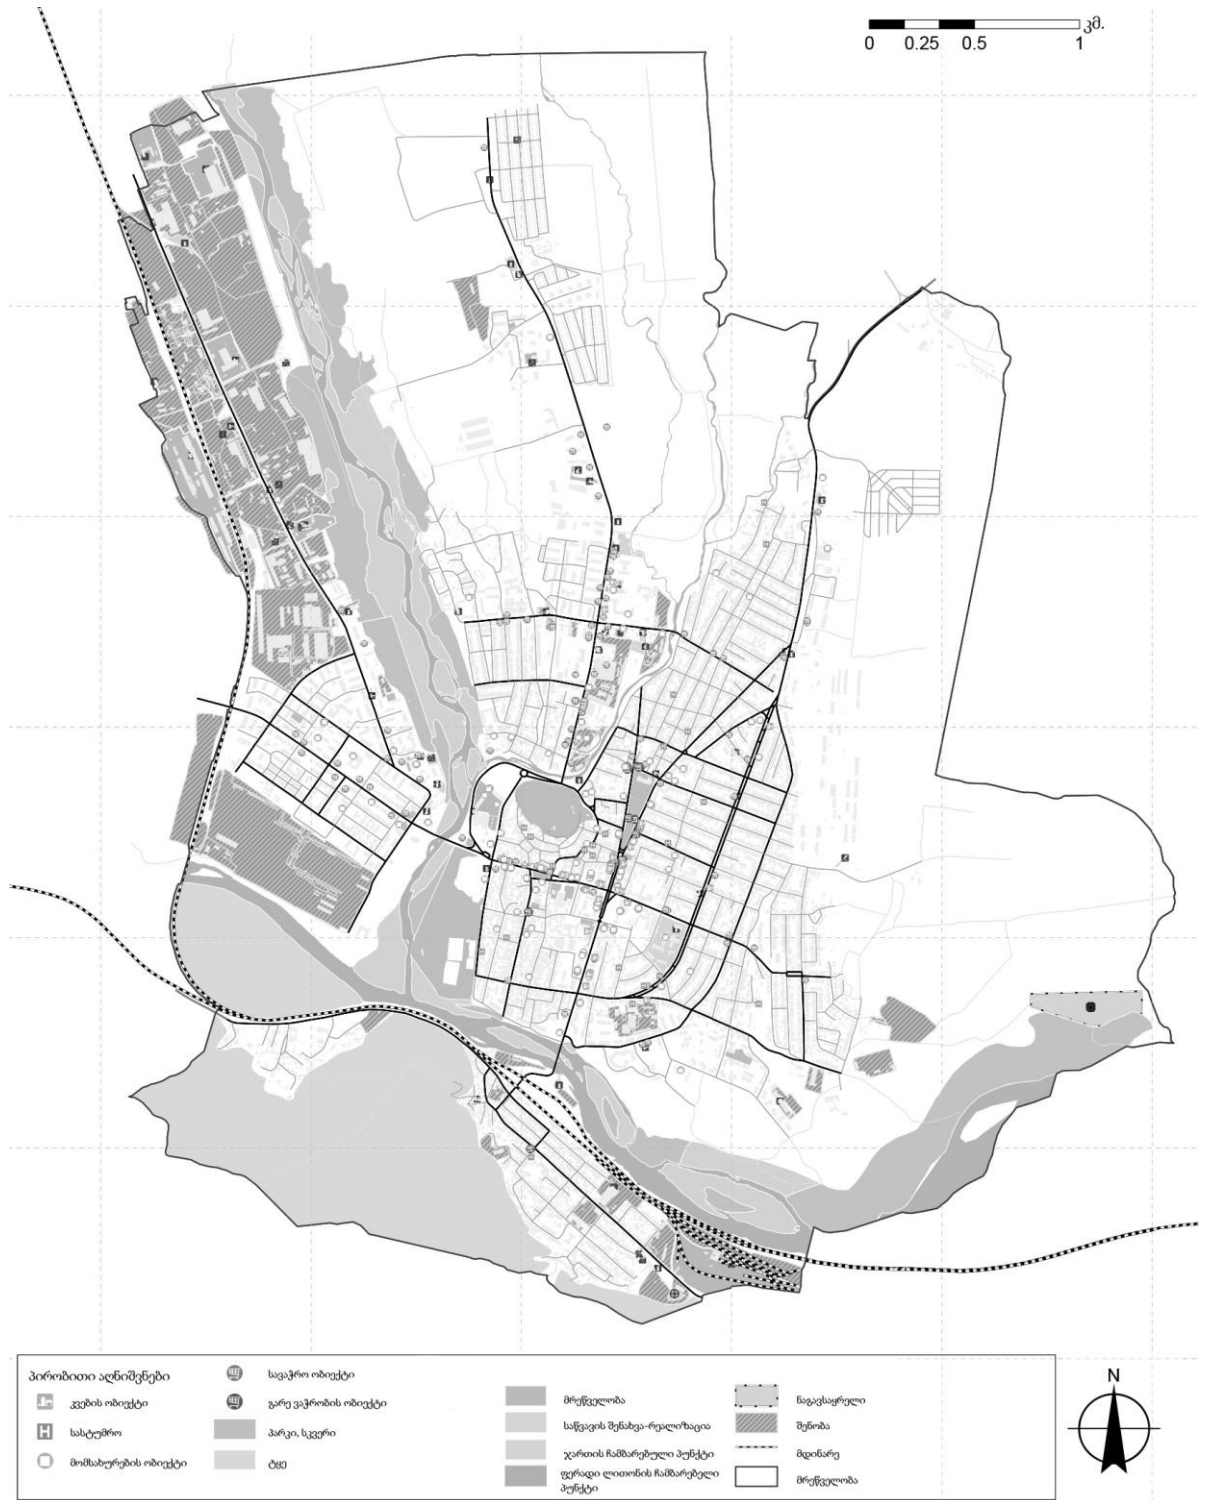 კმ.
0 0.25 0.5 1
პირობითი აღნიშვნები
კვების ობიექტი
სასტუმრო
მომსახურების ობიექტი
სავაჭრო ობიექტი
გარე ვაჭრობის ობიექტი
პარკი, სკვერი
ტყე
მრეწველობა
საწვავის შენახვა-რეალიზაცია
ჯართის ჩამბარებული პუნქტი
ფერადი ლითონის ჩამბარებელი
პუნქტი
ნაგავსაყრელი
შენობა
მდინარე
მრეწველობა
N